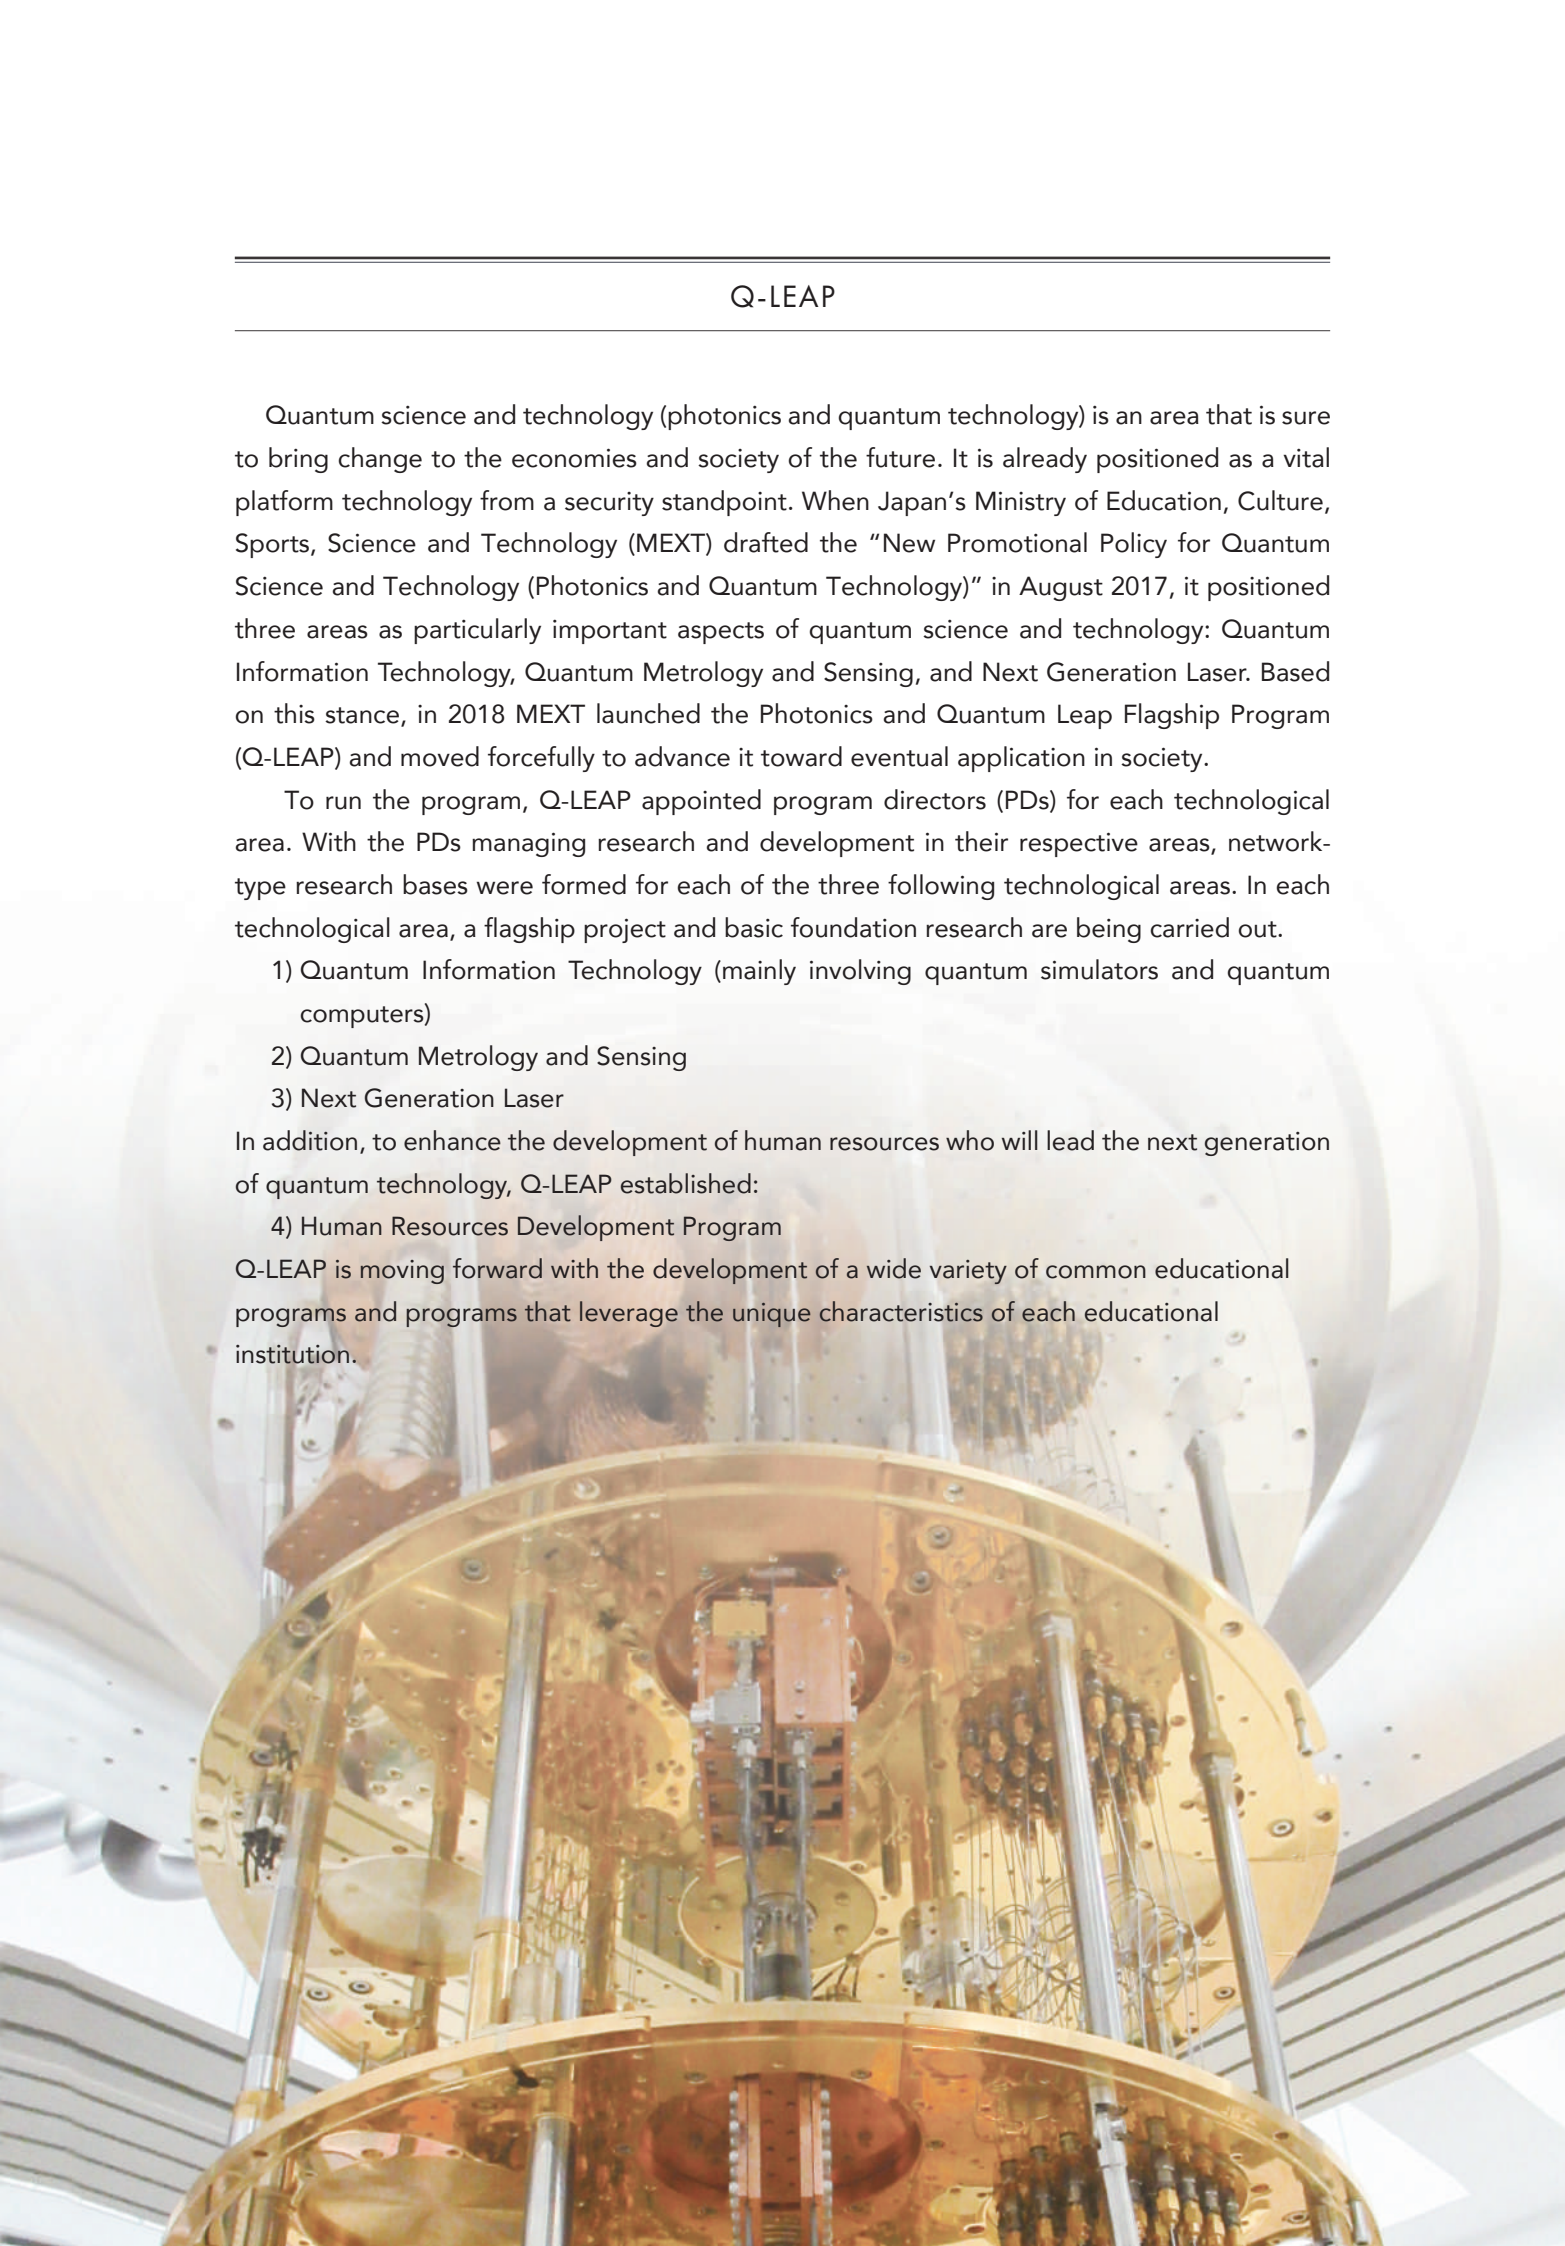 Q-LEAP
Quantum science and technology (photonics and quantum technology) is an area that is sure
to bring change to the economies and society of the future. It is already positioned as a vital
platform technology from a security standpoint. When Japan’s Ministry of Education, Culture,
Sports, Science and Technology (MEXT) drafted the “New Promotional Policy for Quantum
Science and Technology (Photonics and Quantum Technology)” in August 2017, it positioned
three areas as particularly important aspects of quantum science and technology: Quantum
Information Technology, Quantum Metrology and Sensing, and Next Generation Laser. Based
on this stance, in 2018 MEXT launched the Photonics and Quantum Leap Flagship Program
(Q-LEAP) and moved forcefully to advance it toward eventual application in society.
To run the program, Q-LEAP appointed program directors (PDs) for each technological
area. With the PDs managing research and development in their respective areas, network-
type research bases were formed for each of the three following technological areas. In each
technological area, a flagship project and basic foundation research are being carried out.
1) Quantum Information Technology (mainly involving quantum simulators and quantum
computers)
2) Quantum Metrology and Sensing
3) Next Generation Laser
In addition, to enhance the development of human resources who will lead the next generation
of quantum technology, Q-LEAP established:
4) Human Resources Development Program
Q-LEAP is moving forward with the development of a wide variety of common educational
programs and programs that leverage the unique characteristics of each educational
institution.